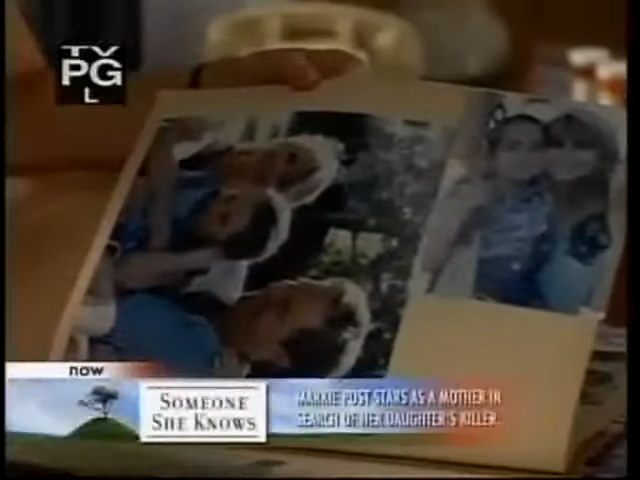 TV
PG
L
now
SOMEONE
SHE KNOWS
MARKIE POST STARS AS A MOTHER IN
SEARCH OF HER DAUGHTER'S KILLER